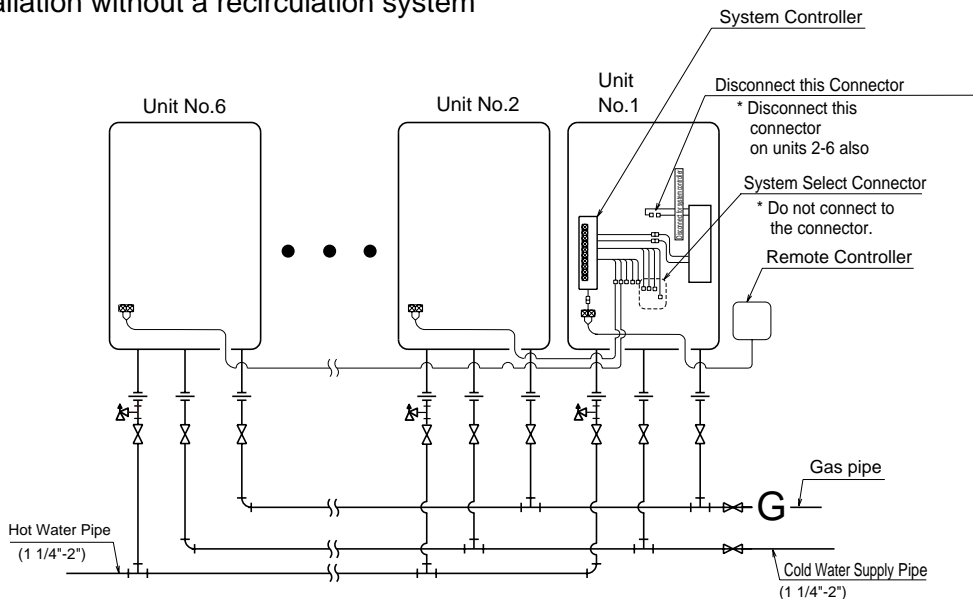 allation without a recirculation system
System Controller
Unit No.6
Unit No.2
Unit
No.1
Disconnect this Connector
* Disconnect this
connector
on units 2-6 also
System Select Connector
* Do not connect to
the connector.
Remote Controller
Gas pipe
G
Hot Water Pipe
(1 1/4"-2")
Cold Water Supply Pipe
(1 1/4"-2")